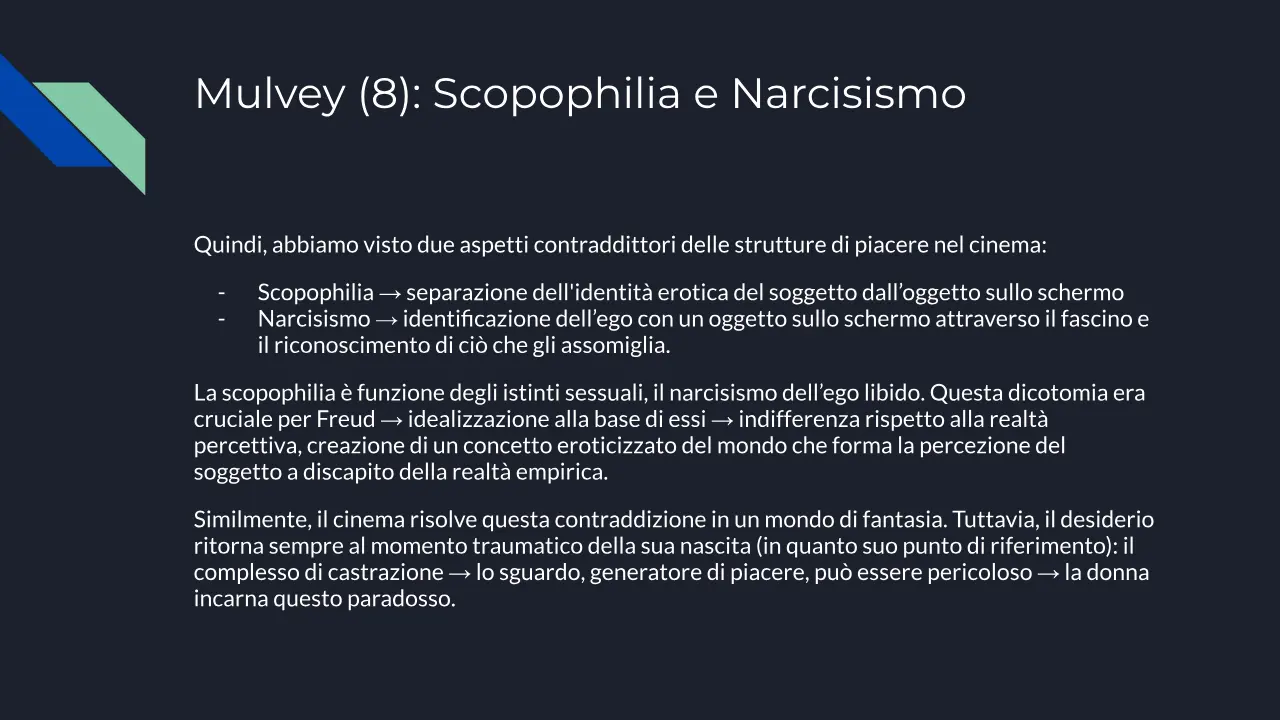 Mulvey (8): Scopophilia e Narcisismo
Quindi, abbiamo visto due aspetti contraddittori delle strutture di piacere nel cinema:
- Scopophilia → separazione dell'identità erotica del soggetto dall’oggetto sullo schermo
- Narcisismo → identificazione dell’ego con un oggetto sullo schermo attraverso il fascino e
il riconoscimento di ciò che gli assomiglia.
La scopophilia è funzione degli istinti sessuali, il narcisismo dell’ego libido. Questa dicotomia era
cruciale per Freud → idealizzazione alla base di essi → indifferenza rispetto alla realtà
percettiva, creazione di un concetto eroticizzato del mondo che forma la percezione del
soggetto a discapito della realtà empirica.
Similmente, il cinema risolve questa contraddizione in un mondo di fantasia. Tuttavia, il desiderio
ritorna sempre al momento traumatico della sua nascita (in quanto suo punto di riferimento): il
complesso di castrazione → lo sguardo, generatore di piacere, può essere pericoloso → la donna
incarna questo paradosso.